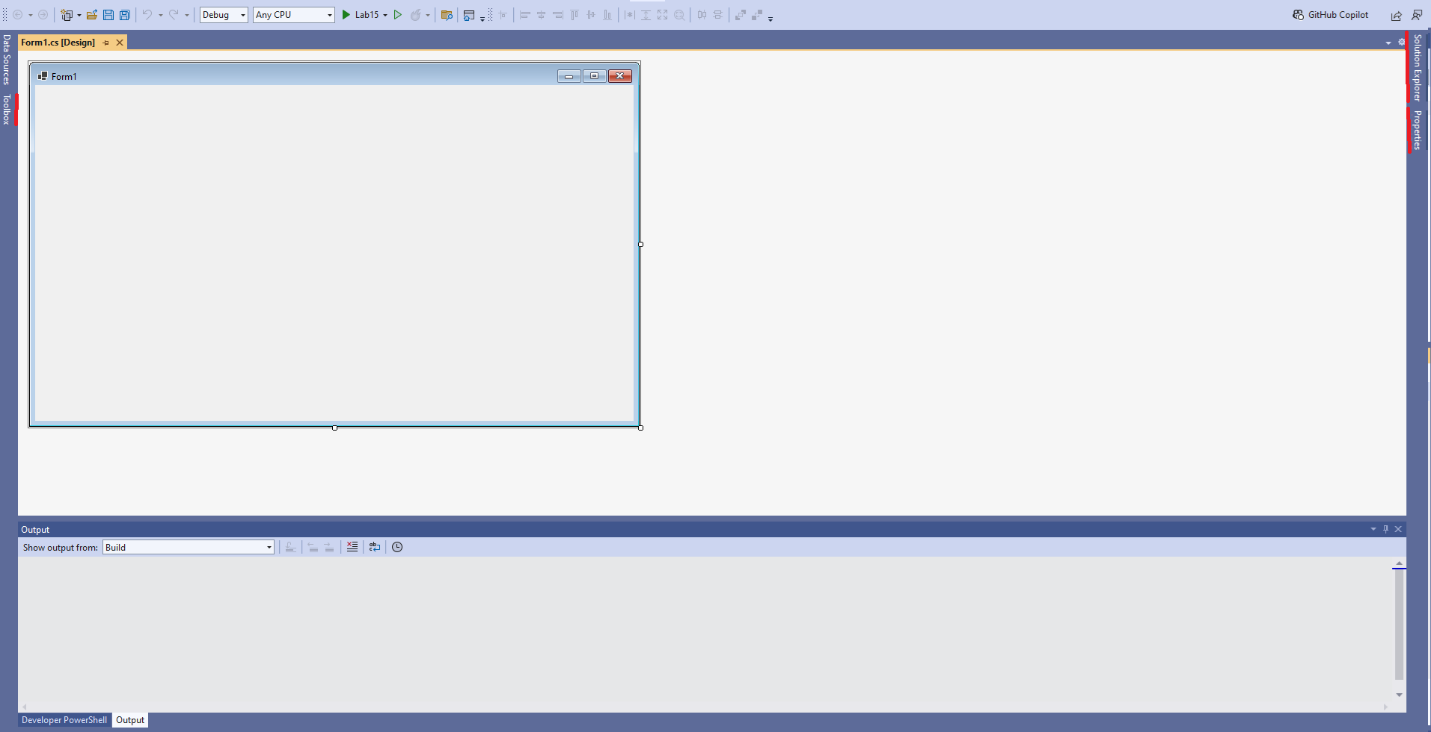 Debug
Any CPU
Lab15
GitHub Copilot
Data Sources
Toolbox
Form1.cs [Design]
Solution Explorer
Properties
Form1
Output
Show output from:
Build
Developer PowerShell
Output